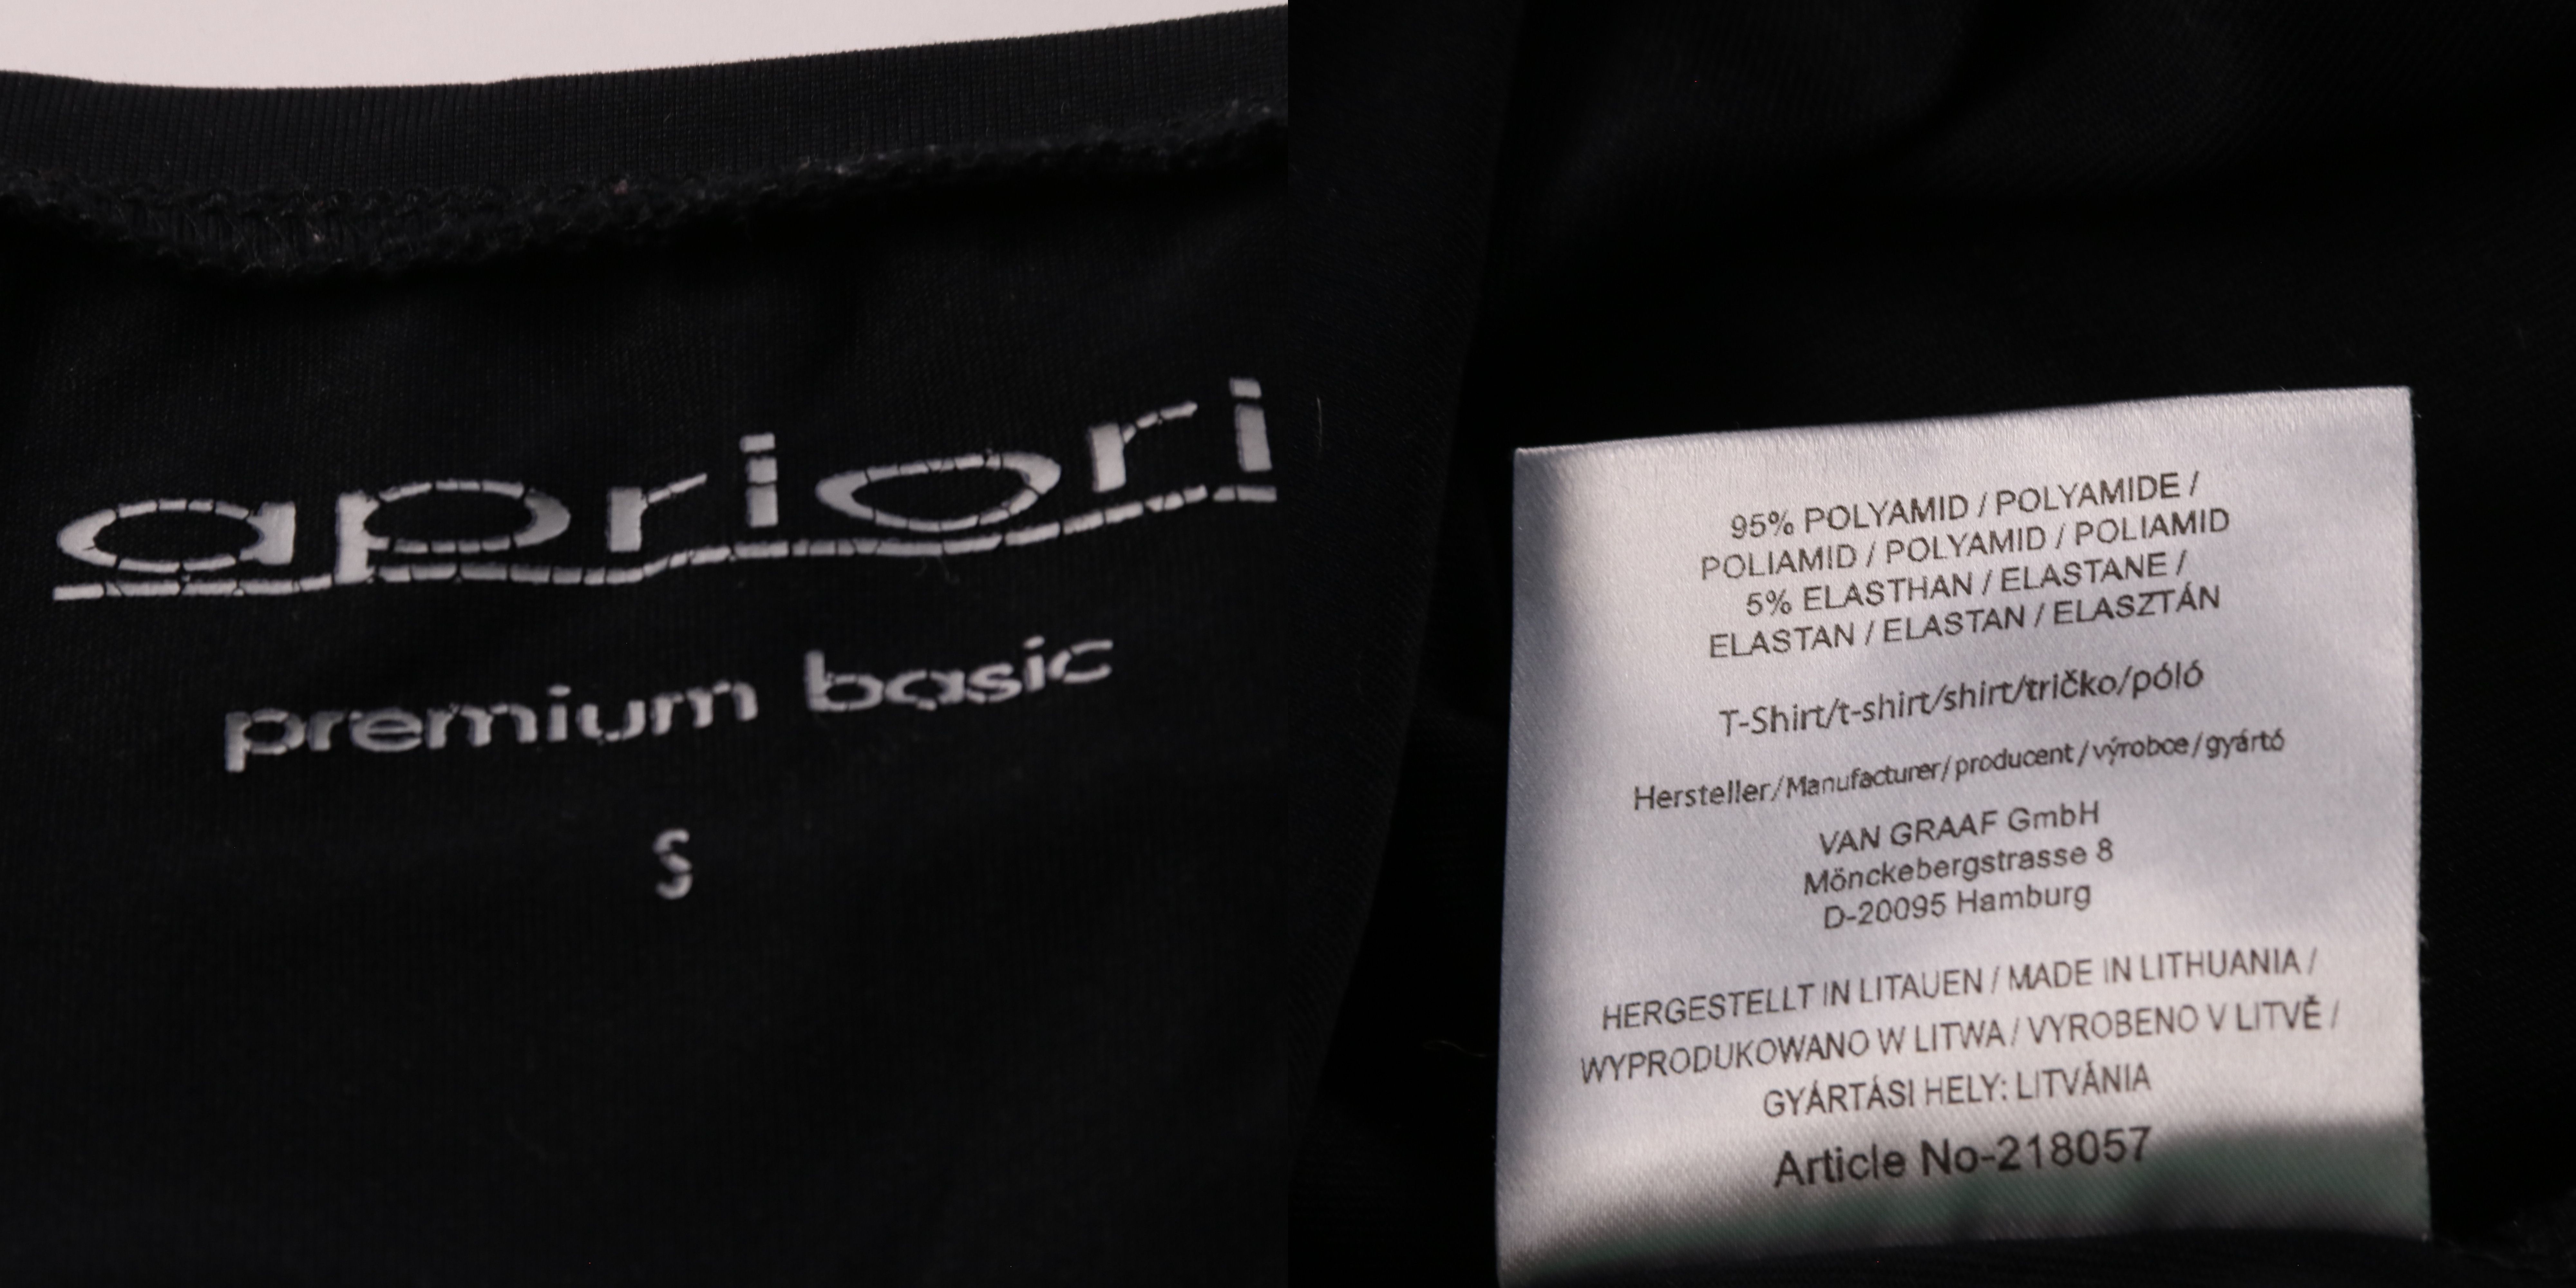 apriori
premium basic
S
95% POLYAMID / POLYAMIDE /
POLIAMID / POLYAMID / POLIAMID
5% ELASTHAN / ELASTANE /
ELASTAN / ELASTAN / ELASZTÁN
T-Shirt/t-shirt/shirt/tričko/póló
Hersteller/Manufacturer/producent/výrobce/gyártó
VAN GRAAF GmbH
Mönckebergstrasse 8
D-20095 Hamburg
HERGESTELLT IN LITAUEN / MADE IN LITHUANIA /
WYPRODUKOWANO W LITWA / VYROBENO V LITVĚ /
GYÁRTÁSI HELY: LITVÁNIA
Article No-218057